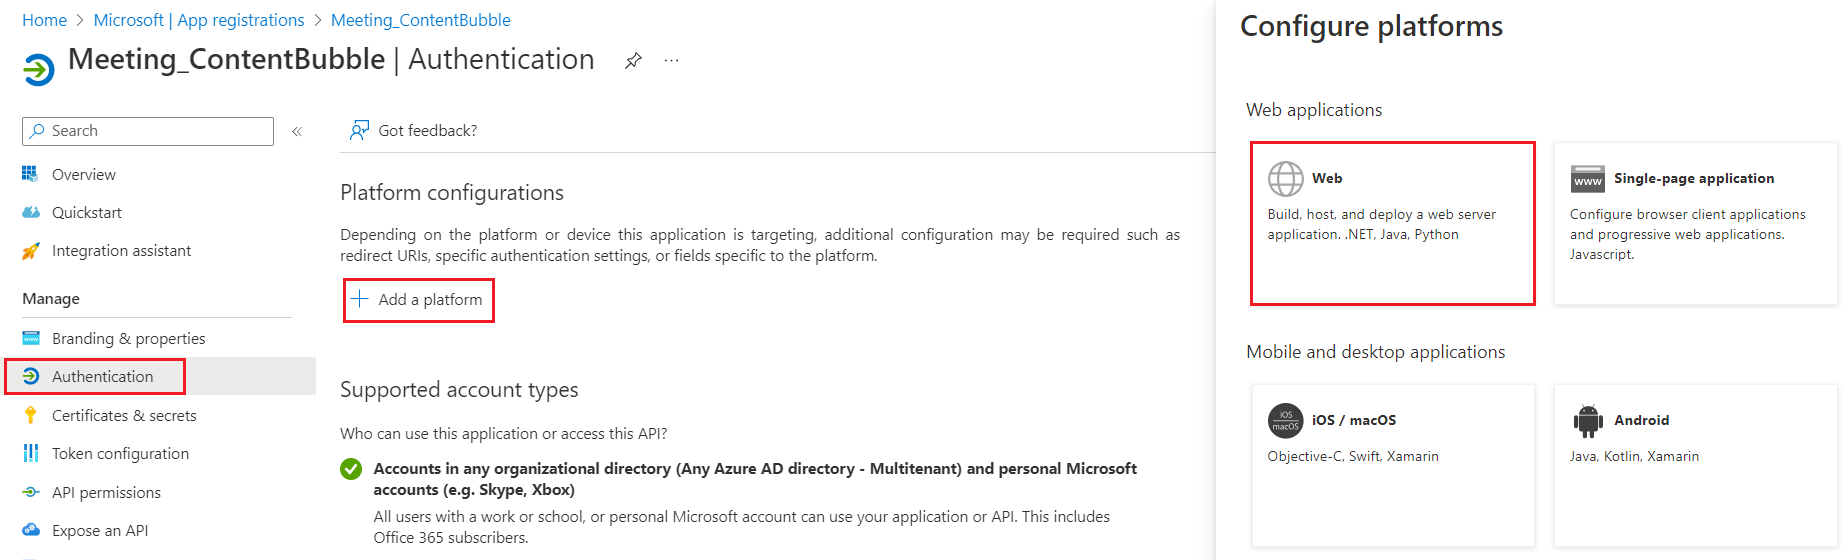 Home > Microsoft | App registrations > Meeting_ContentBubble
Meeting_ContentBubble | Authentication
Search
«
Overview
Quickstart
Integration assistant
Manage
www
Branding & properties
Authentication
Certificates & secrets
Token configuration
API permissions
Expose an API
Got feedback?
Platform configurations
Depending on the platform or device this application is targeting, additional configuration may be required such as
redirect URIs, specific authentication settings, or fields specific to the platform.
+ Add a platform
Supported account types
Who can use this application or access this API?
Accounts in any organizational directory (Any Azure AD directory - Multitenant) and personal Microsoft
accounts (e.g. Skype, Xbox)
All users with a work or school, or personal Microsoft account can use your application or API. This includes
Office 365 subscribers.
Configure platforms
Web applications
Web
Build, host, and deploy a web server
application. .NET, Java, Python
www
Single-page application
Configure browser client applications
and progressive web applications.
Javascript.
Mobile and desktop applications
iOS
macOS
iOS / macOS
Objective-C, Swift, Xamarin
Android
Java, Kotlin, Xamarin